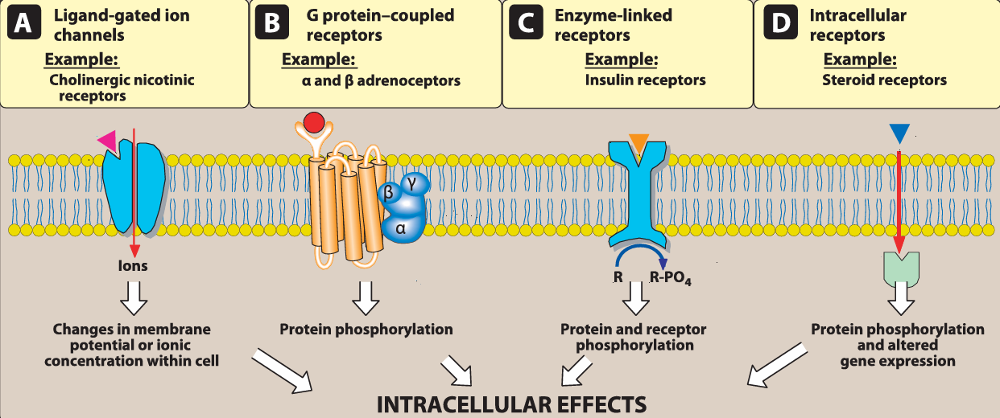 A
Ligand-gated ion
channels
Example:
Cholinergic nicotinic
receptors
B
G protein–coupled
receptors
Example:
α and β adrenoceptors
C
Enzyme-linked
receptors
Example:
Insulin receptors
D
Intracellular
receptors
Example:
Steroid receptors
β
γ
α
Ions
R
R-PO₄
Changes in membrane
potential or ionic
concentration within cell
Protein phosphorylation
Protein and receptor
phosphorylation
Protein phosphorylation
and altered
gene expression
INTRACELLULAR EFFECTS